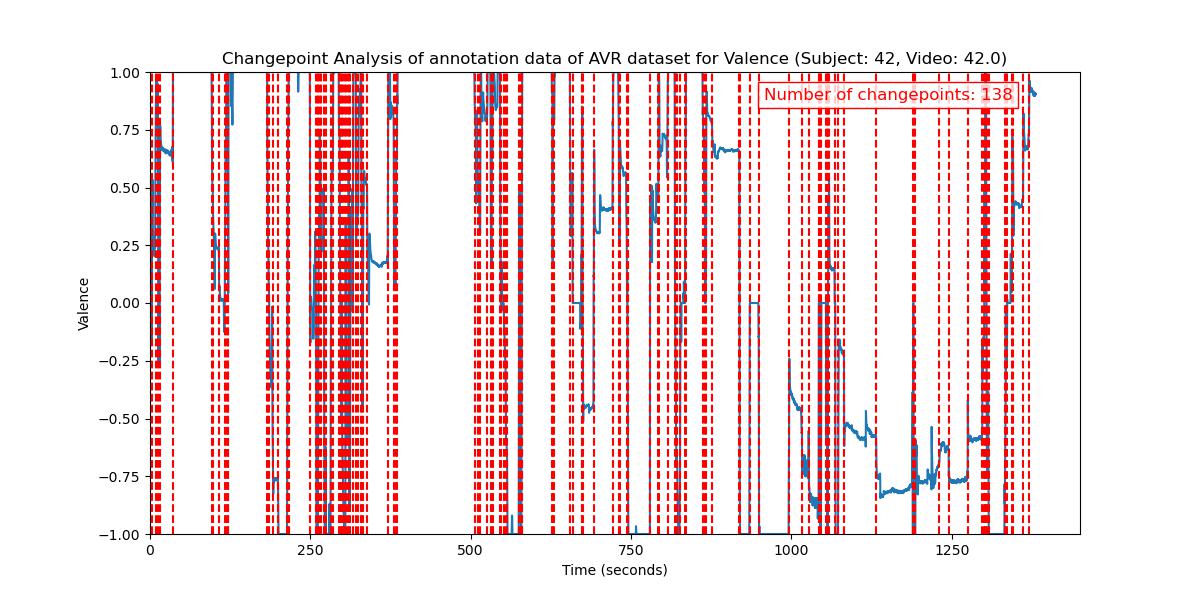 Changepoint Analysis of annotation data of AVR dataset for Valence (Subject: 42, Video: 42.0)
Number of changepoints: 138
1.00
0.75
0.50
0.25
0.00
−0.25
−0.50
−0.75
−1.00
Valence
0 250 500 750 1000 1250
Time (seconds)